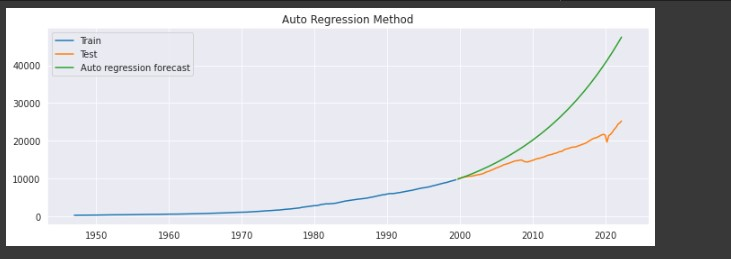 Auto Regression Method
Train
Test
Auto regression forecast
40000
30000
20000
10000
0
1950 1960 1970 1980 1990 2000 2010 2020